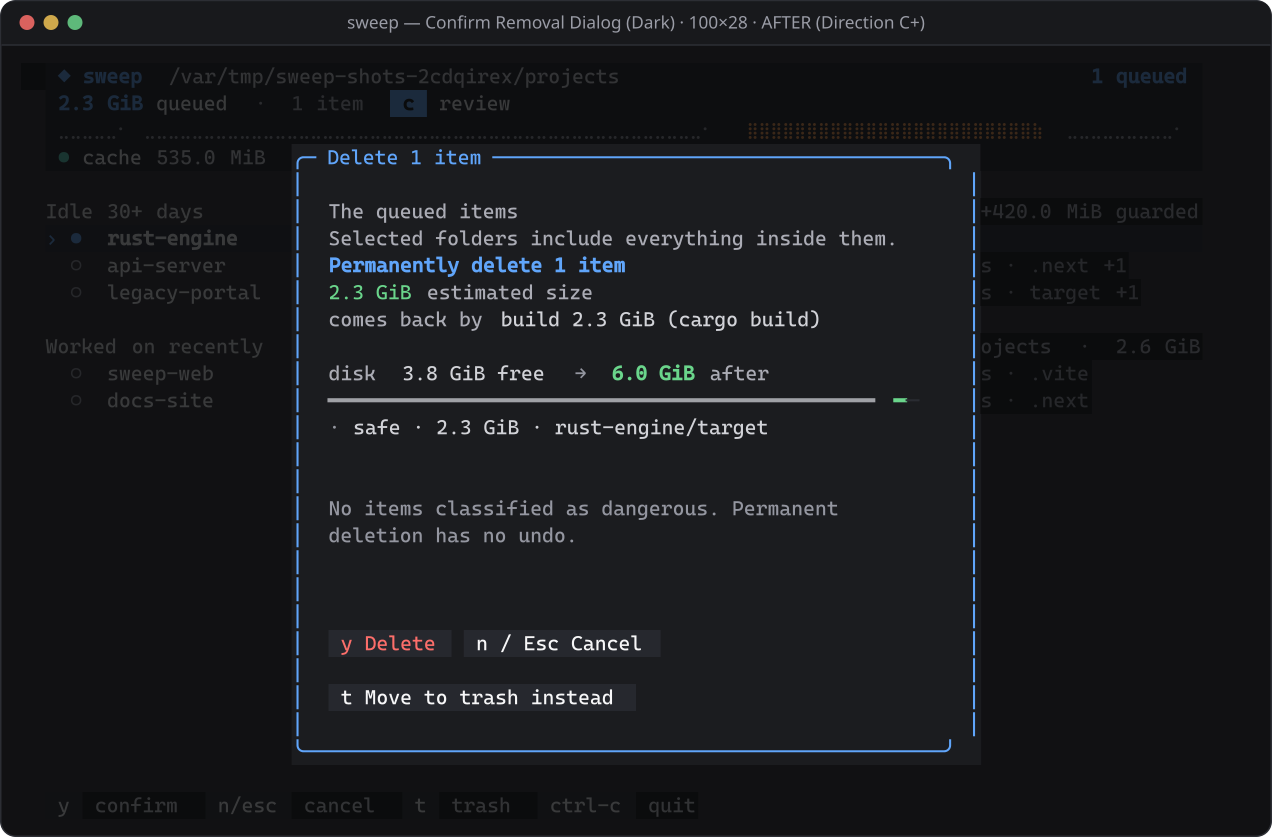 sweep — Confirm Removal Dialog (Dark) · 100×28 · AFTER (Direction C+)
◆ sweep /var/tmp/sweep-shots-2cdqirex/projects 1 queued
2.3 GiB queued · 1 item c review
● cache 535.0 MiB
Delete 1 item
Idle 30+ days
The queued items
+420.0 MiB guarded
› ● rust-engine
Selected folders include everything inside them.
○ api-server
Permanently delete 1 item
s · .next +1
○ legacy-portal
2.3 GiB estimated size
s · target +1
comes back by build 2.3 GiB (cargo build)
Worked on recently
ojects · 2.6 GiB
○ sweep-web
disk 3.8 GiB free → 6.0 GiB after
s · .vite
○ docs-site
s · .next
· safe · 2.3 GiB · rust-engine/target
No items classified as dangerous. Permanent
deletion has no undo.
y Delete n / Esc Cancel
t Move to trash instead
y confirm n/esc cancel t trash ctrl-c quit